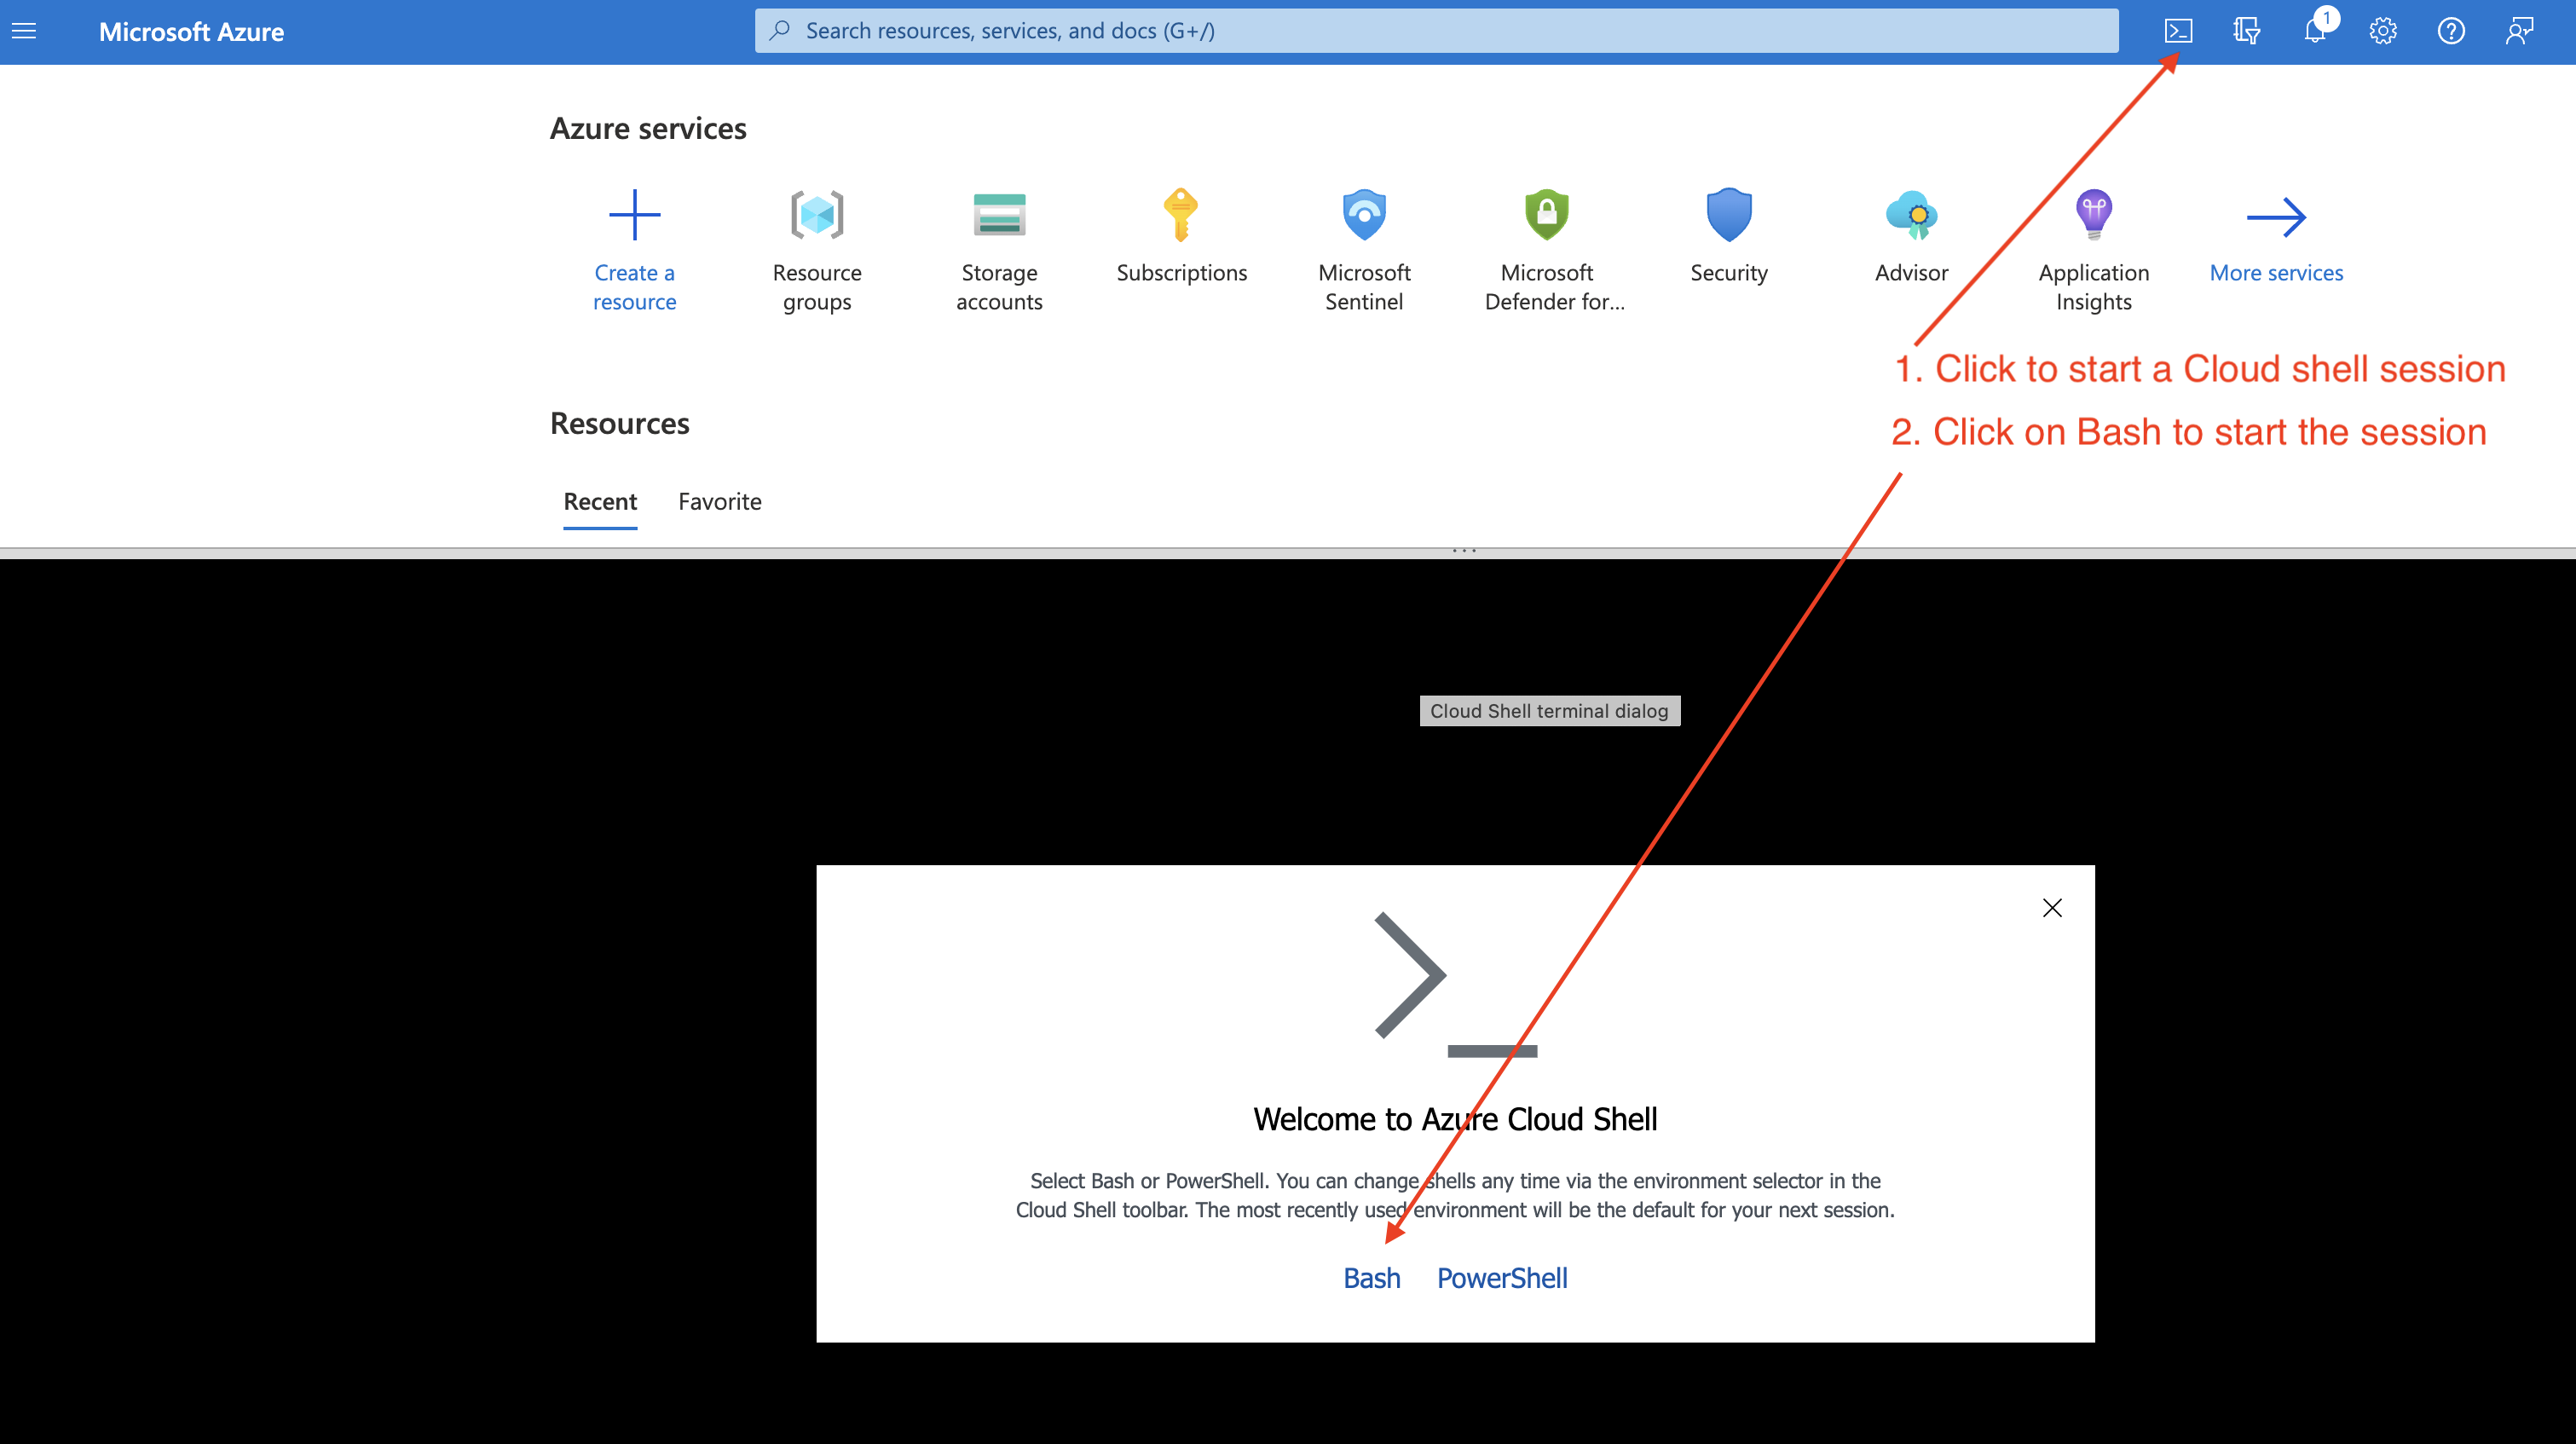 Microsoft Azure
Search resources, services, and docs (G+/)
1
Azure services
Create a
resource
Resource
groups
Storage
accounts
Subscriptions
Microsoft
Sentinel
Microsoft
Defender for...
Security
Advisor
Application
Insights
More services
1. Click to start a Cloud shell session
2. Click on Bash to start the session
Resources
Recent Favorite
Cloud Shell terminal dialog
Welcome to Azure Cloud Shell
Select Bash or PowerShell. You can change shells any time via the environment selector in the
Cloud Shell toolbar. The most recently used environment will be the default for your next session.
Bash PowerShell